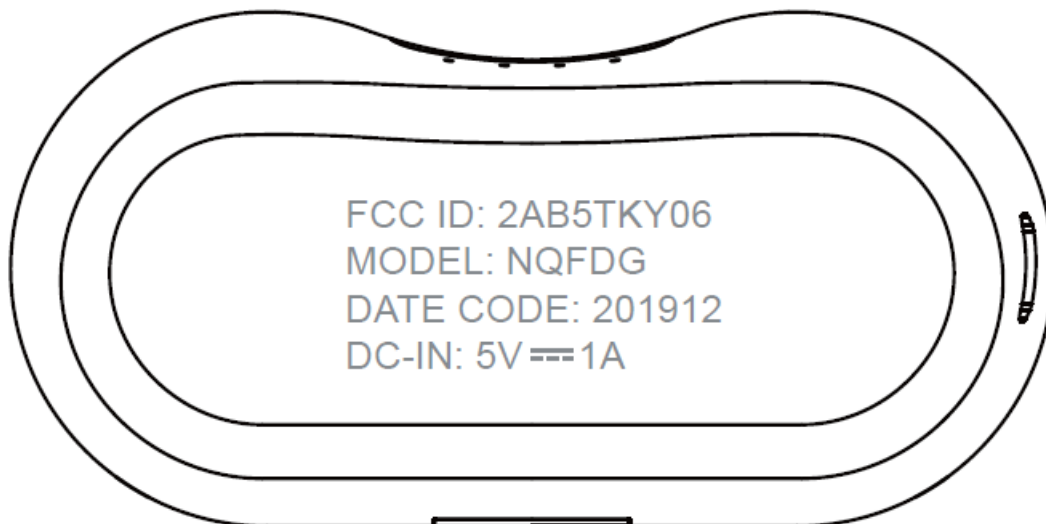 FCC ID: 2AB5TKY06
MODEL: NQFDG
DATE CODE: 201912
DC-IN: 5V ⎓ 1A